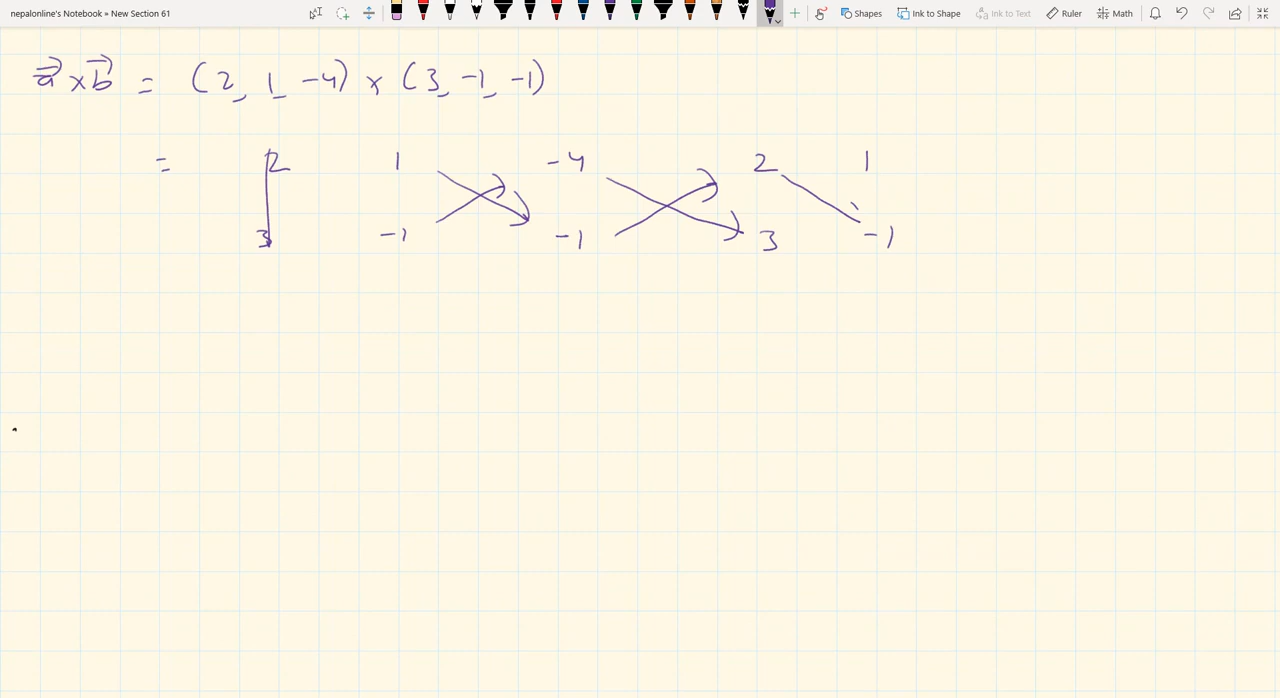 nepalonline's Notebook » New Section 61 Shapes Ink to Shape Ink to Text Ruler Math
a⃗ × b⃗ = (2, 1, -4) × (3, -1, -1)
= 2 1 -4 2 1
3 -1 -1 3 -1